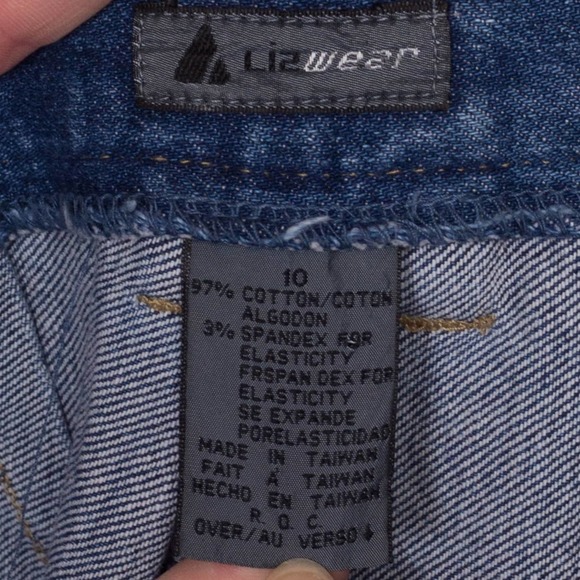 Lizwear
10
97% COTTON/COTON
ALGODON
3% SPANDEX FOR
ELASTICITY
FRSPAN DEX FOR
ELASTICITY
SE EXPANDE
PORELASTICIDAD
MADE IN TAIWAN
FAIT À TAIWAN
HECHO EN TAIWAN
R. O. C.
OVER/AU VERSO↓